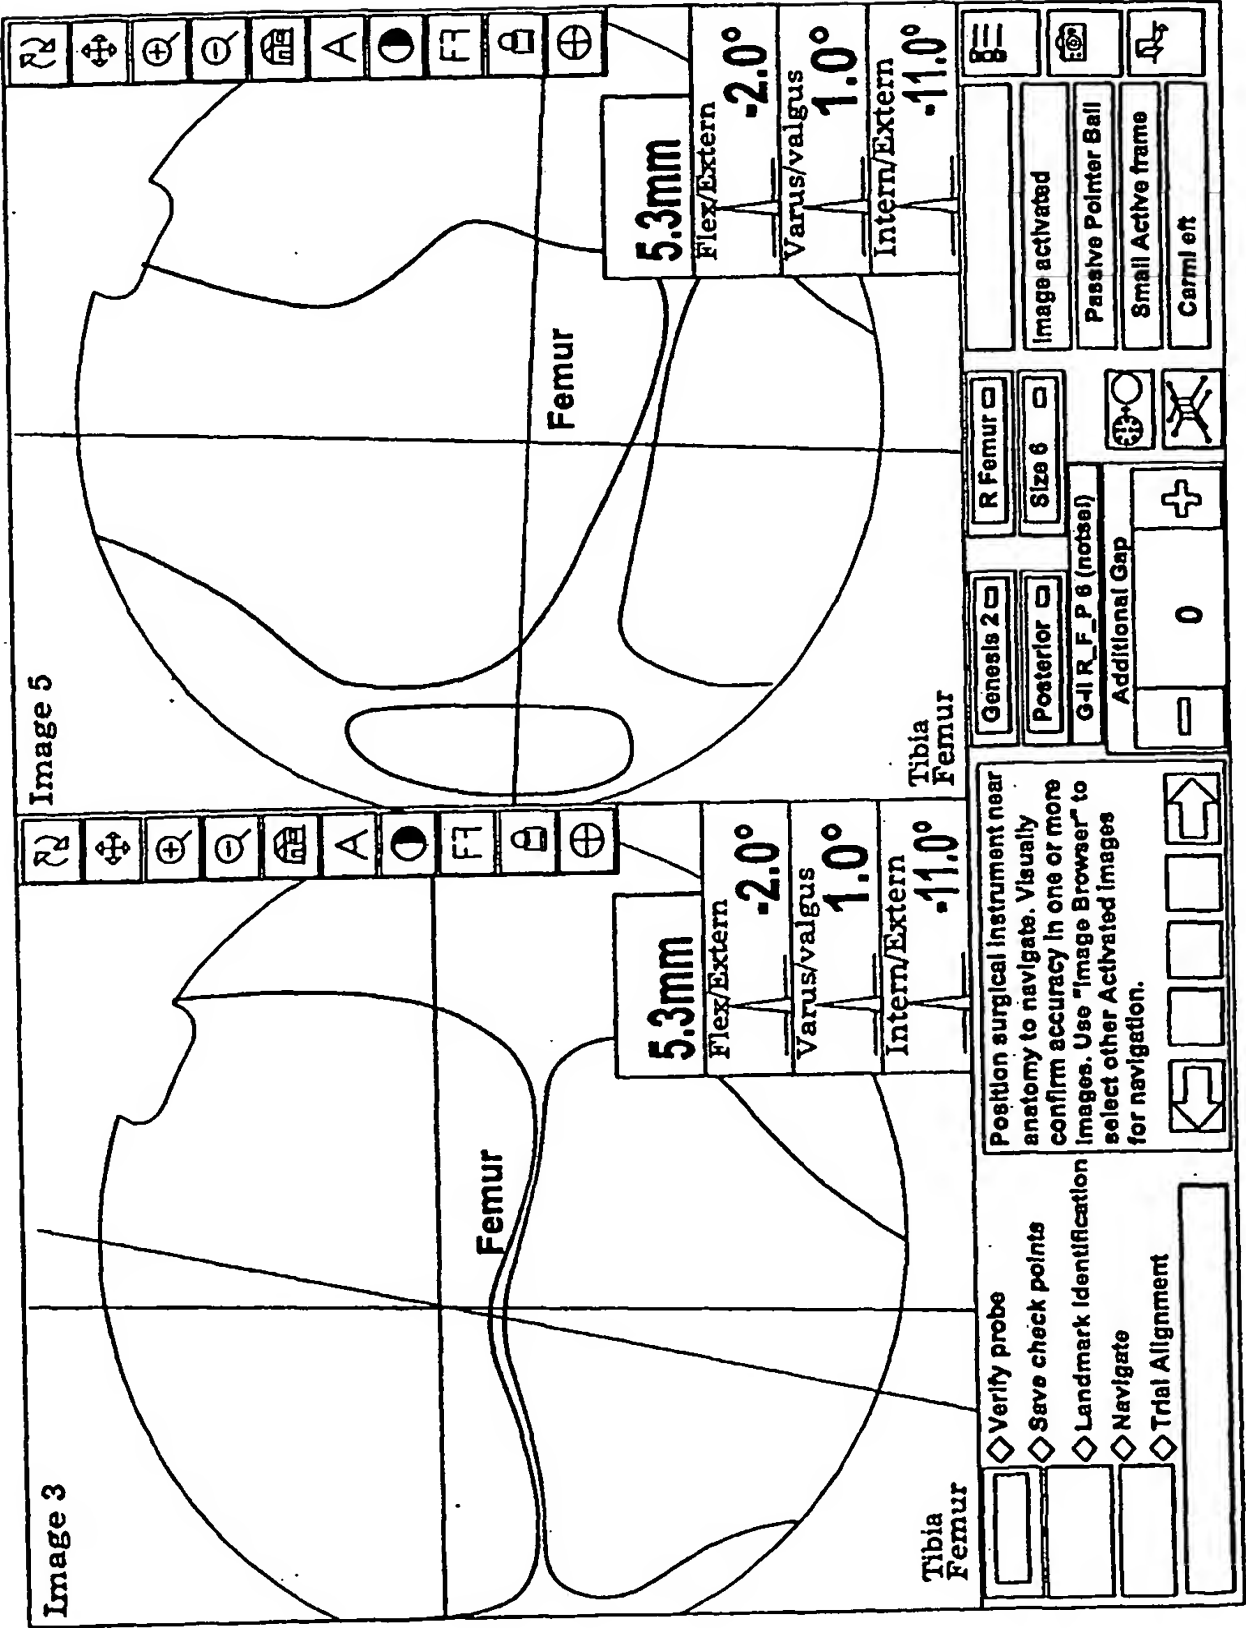 Image 3
Femur
Tibia
Femur
A
5.3mm
Flex/Extern
-2.0°
Varus/valgus
1.0°
Intern/Extern
-11.0°
Image 5
Femur
Tibia
Femur
A
5.3mm
Flex/Extern
-2.0°
Varus/valgus
1.0°
Intern/Extern
-11.0°
Verify probe
Save check points
Landmark Identification
Navigate
Trial Alignment
Position surgical instrument near
anatomy to navigate. Visually
confirm accuracy in one or more
images. Use "Image Browser" to
select other Activated images
for navigation.
Genesis 2
R Femur
Posterior
Size 6
G-II R_F_P 6 (notsel)
Additional Gap
0
Image activated
Passive Pointer Ball
Small Active frame
Carml eft